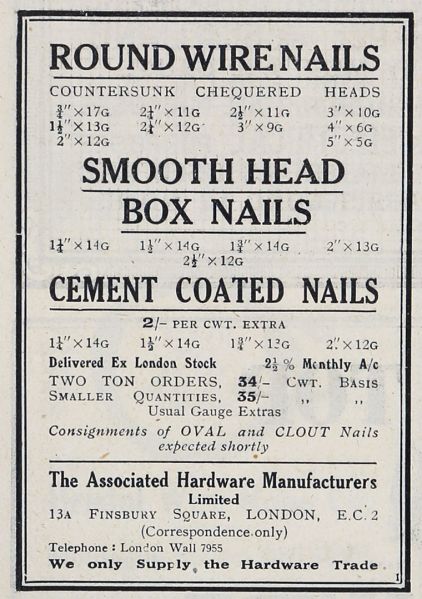 ROUND WIRE NAILS
COUNTERSUNK CHEQUERED HEADS
¾"×17G 2¼"×11G 2½"×11G 3"×10G
1½"×13G 2¼"×12G 3"×9G 4"×6G
2"×12G 5"×5G
SMOOTH HEAD
BOX NAILS
1¼"×14G 1½"×14G 1¾"×14G 2"×13G
2½"×12G
CEMENT COATED NAILS
2/- PER CWT. EXTRA
1¼"×14G 1½"×14G 1¾"×13G 2"×12G
Delivered Ex London Stock 2½% Monthly A/c
TWO TON ORDERS, 34/- CWT. BASIS
SMALLER QUANTITIES, 35/- ,, ,,
Usual Gauge Extras
Consignments of OVAL and CLOUT Nails
expected shortly
The Associated Hardware Manufacturers
Limited
13A FINSBURY SQUARE, LONDON, E.C. 2
(Correspondence only)
Telephone: London Wall 7955
We only Supply the Hardware Trade
1